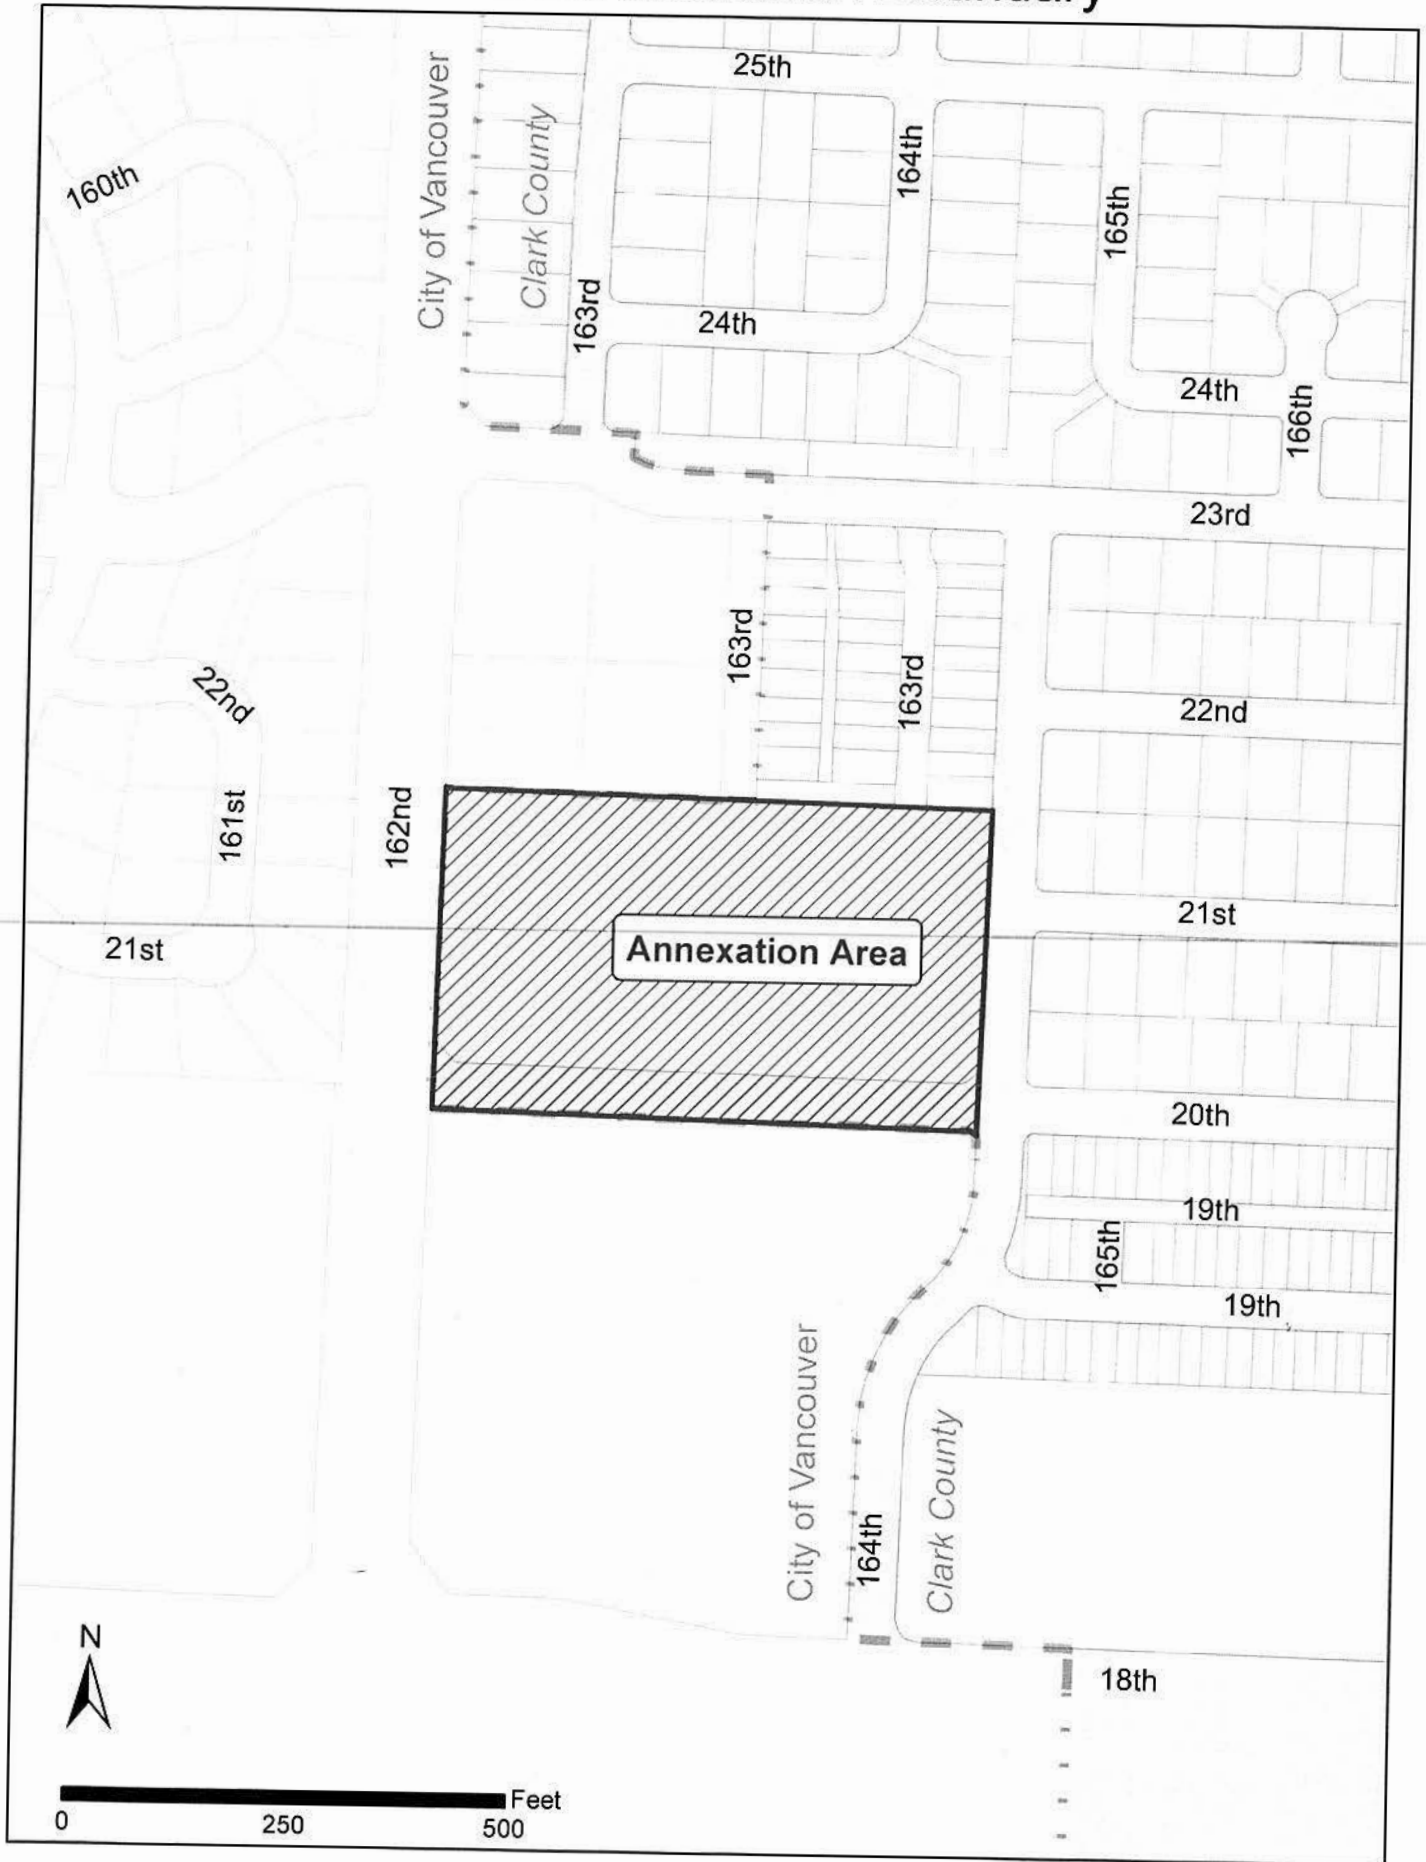 25th
City of Vancouver
Clark County
160th
164th
165th
163rd
24th
24th
166th
23rd
163rd
163rd
22nd
22nd
161st
162nd
21st
Annexation Area
21st
20th
19th
165th
19th
City of Vancouver
Clark County
164th
N
18th
Feet
0
250
500